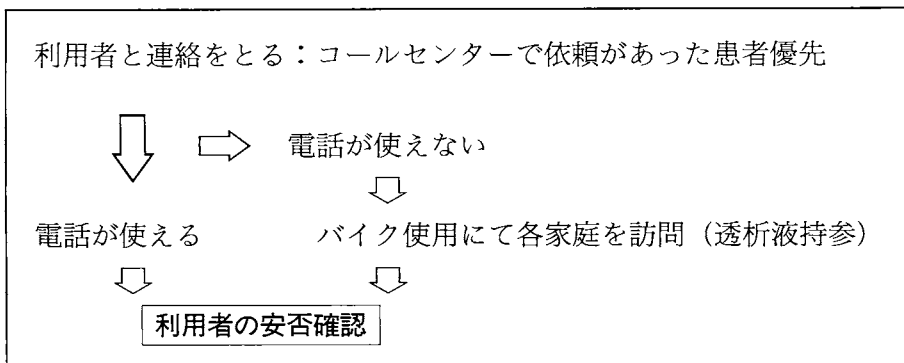 利用者と連絡をとる：コールセンターで依頼があった患者優先
電話が使えない
電話が使える
バイク使用にて各家庭を訪問（透析液持参）
利用者の安否確認